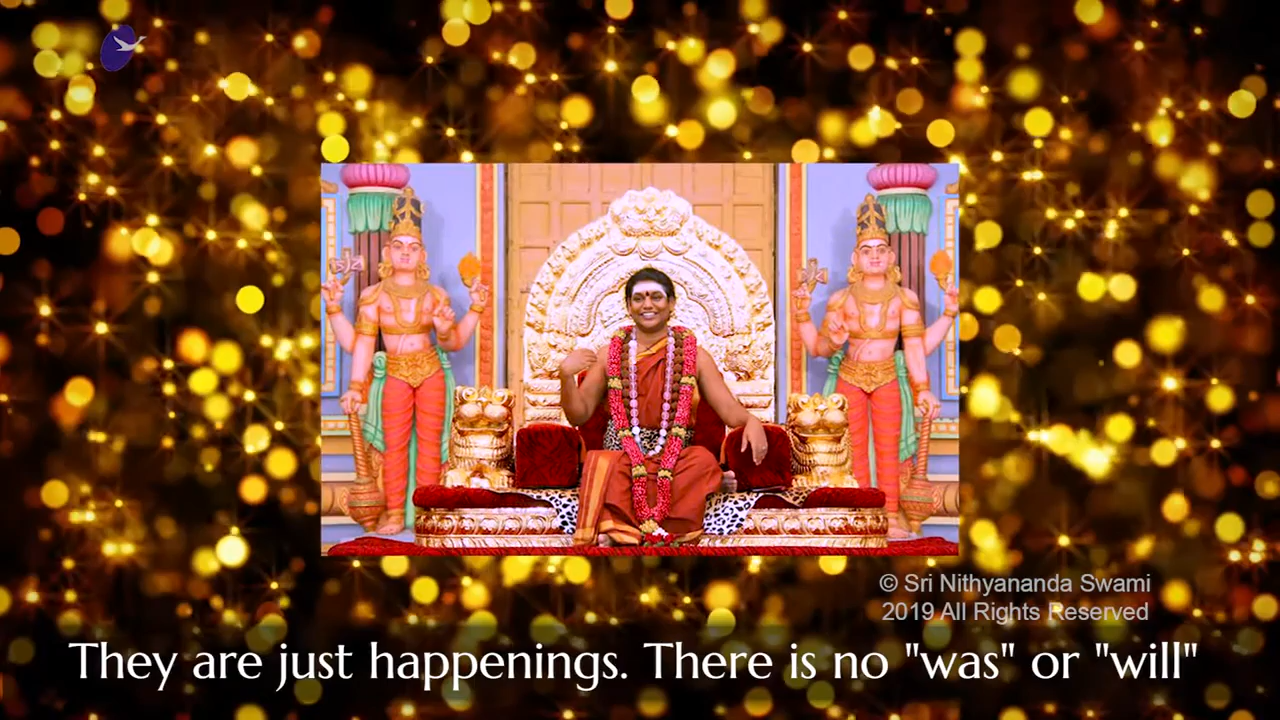 © Sri Nithyananda Swami
2019 All Rights Reserved
They are just happenings. There is no "was" or "will"